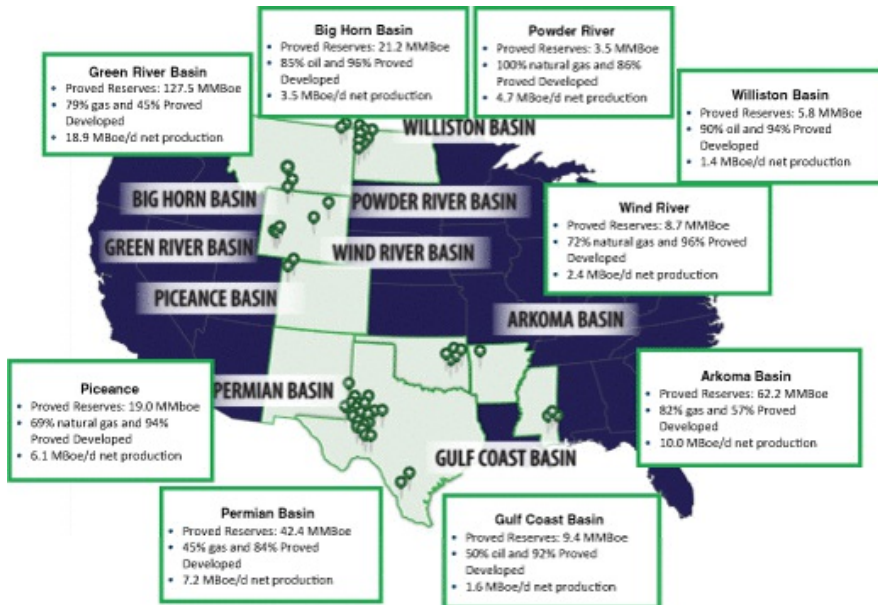 Big Horn Basin
• Proved Reserves: 21.2 MMBoe
• 85% oil and 96% Proved
Developed
• 3.5 MBoe/d net production
Powder River
• Proved Reserves: 3.5 MMBoe
• 100% natural gas and 86%
Proved Developed
• 4.7 MBoe/d net production
Green River Basin
• Proved Reserves: 127.5 MMBoe
• 79% gas and 45% Proved
Developed
• 18.9 MBoe/d net production
Williston Basin
• Proved Reserves: 5.8 MMBoe
• 90% oil and 94% Proved
Developed
• 1.4 MBoe/d net production
WILLISTON BASIN
BIG HORN BASIN
POWDER RIVER BASIN
Wind River
• Proved Reserves: 8.7 MMBoe
• 72% natural gas and 96% Proved
Developed
• 2.4 MBoe/d net production
GREEN RIVER BASIN
WIND RIVER BASIN
PICEANCE BASIN
ARKOMA BASIN
Piceance
• Proved Reserves: 19.0 MMboe
• 69% natural gas and 94%
Proved Developed
• 6.1 MBoe/d net production
PERMIAN BASIN
Arkoma Basin
• Proved Reserves: 62.2 MMBoe
• 82% gas and 57% Proved
Developed
• 10.0 MBoe/d net production
GULF COAST BASIN
Permian Basin
• Proved Reserves: 42.4 MMBoe
• 45% gas and 84% Proved
Developed
• 7.2 MBoe/d net production
Gulf Coast Basin
• Proved Reserves: 9.4 MMBoe
• 50% oil and 92% Proved
Developed
• 1.6 MBoe/d net production